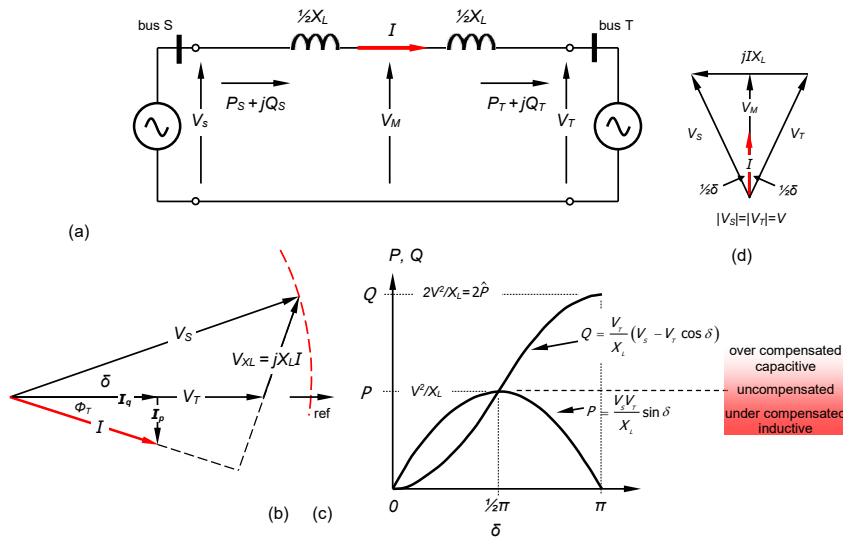 bus S
½X_L
I
½X_L
bus T
V_s
P_S + jQ_S
V_M
P_T + jQ_T
V_T
(a)
jIX_L
V_S
V_M
V_T
I
½δ
½δ
|V_S|=|V_T|=V
(d)
V_S
V_XL = jX_L I
δ
I_q
V_T
Φ_T
I_p
I
ref
(b)
(c)
P, Q
Q
2V²/X_L=2P̂
Q = V_T/X_L (V_S − V_T cos δ)
P
V²/X_L
P = V_S V_T/X_L sin δ
0
½π
π
δ
over compensated
capacitive
uncompensated
under compensated
inductive